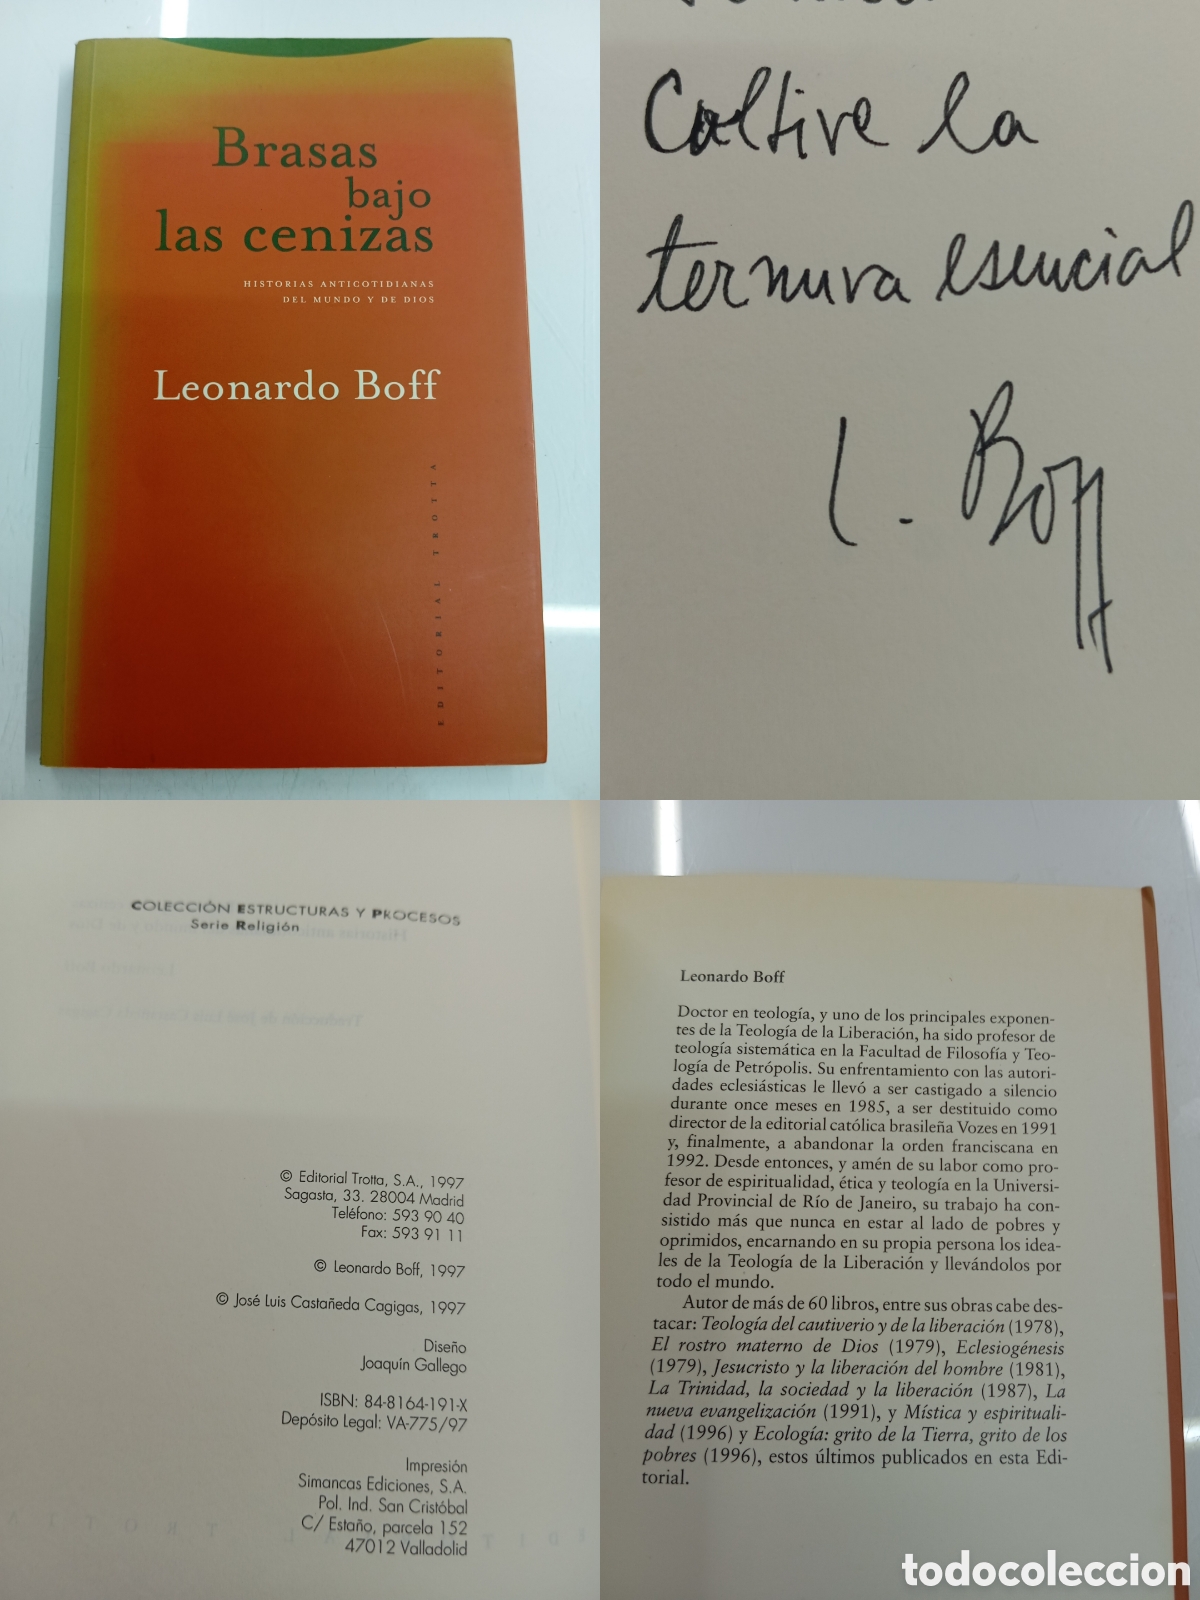 Brasas
bajo
las cenizas
HISTORIAS ANTICOTIDIANAS
DEL MUNDO Y DE DIOS
Leonardo Boff
EDITORIAL TROTTA
Cultive la
ternura esencial
L. Boff
COLECCIÓN ESTRUCTURAS Y PROCESOS
Serie Religión
© Editorial Trotta, S.A., 1997
Sagasta, 33. 28004 Madrid
Teléfono: 593 90 40
Fax: 593 91 11
© Leonardo Boff, 1997
© José Luis Castañeda Cagigas, 1997
Diseño
Joaquín Gallego
ISBN: 84-8164-191-X
Depósito Legal: VA-775/97
Impresión
Simancas Ediciones, S.A.
Pol. Ind. San Cristóbal
C/ Estaño, parcela 152
47012 Valladolid
Leonardo Boff
Doctor en teología, y uno de los principales exponen-
tes de la Teología de la Liberación, ha sido profesor de
teología sistemática en la Facultad de Filosofía y Teo-
logía de Petrópolis. Su enfrentamiento con las autori-
dades eclesiásticas le llevó a ser castigado a silencio
durante once meses en 1985, a ser destituido como
director de la editorial católica brasileña Vozes en 1991
y, finalmente, a abandonar la orden franciscana en
1992. Desde entonces, y amén de su labor como pro-
fesor de espiritualidad, ética y teología en la Universi-
dad Provincial de Río de Janeiro, su trabajo ha con-
sistido más que nunca en estar al lado de pobres y
oprimidos, encarnando en su propia persona los idea-
les de la Teología de la Liberación y llevándolos por
todo el mundo.
Autor de más de 60 libros, entre sus obras cabe des-
tacar: Teología del cautiverio y de la liberación (1978),
El rostro materno de Dios (1979), Eclesiogénesis
(1979), Jesucristo y la liberación del hombre (1981),
La Trinidad, la sociedad y la liberación (1987), La
nueva evangelización (1991), y Mística y espirituali-
dad (1996) y Ecología: grito de la Tierra, grito de los
pobres (1996), estos últimos publicados en esta Edi-
torial.
todocoleccion